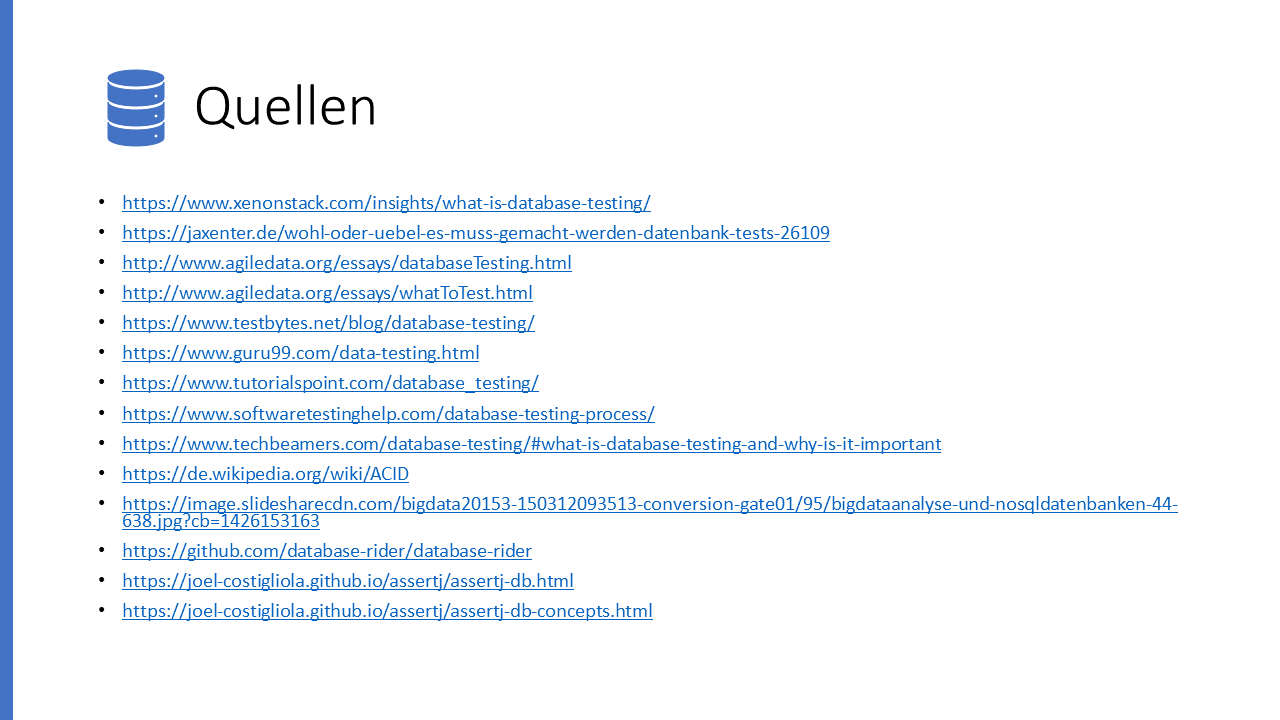 Quellen
• https://www.xenonstack.com/insights/what-is-database-testing/
• https://jaxenter.de/wohl-oder-uebel-es-muss-gemacht-werden-datenbank-tests-26109
• http://www.agiledata.org/essays/databaseTesting.html
• http://www.agiledata.org/essays/whatToTest.html
• https://www.testbytes.net/blog/database-testing/
• https://www.guru99.com/data-testing.html
• https://www.tutorialspoint.com/database_testing/
• https://www.softwaretestinghelp.com/database-testing-process/
• https://www.techbeamers.com/database-testing/#what-is-database-testing-and-why-is-it-important
• https://de.wikipedia.org/wiki/ACID
• https://image.slidesharecdn.com/bigdata20153-150312093513-conversion-gate01/95/bigdataanalyse-und-nosqldatenbanken-44-
638.jpg?cb=1426153163
• https://github.com/database-rider/database-rider
• https://joel-costigliola.github.io/assertj/assertj-db.html
• https://joel-costigliola.github.io/assertj/assertj-db-concepts.html